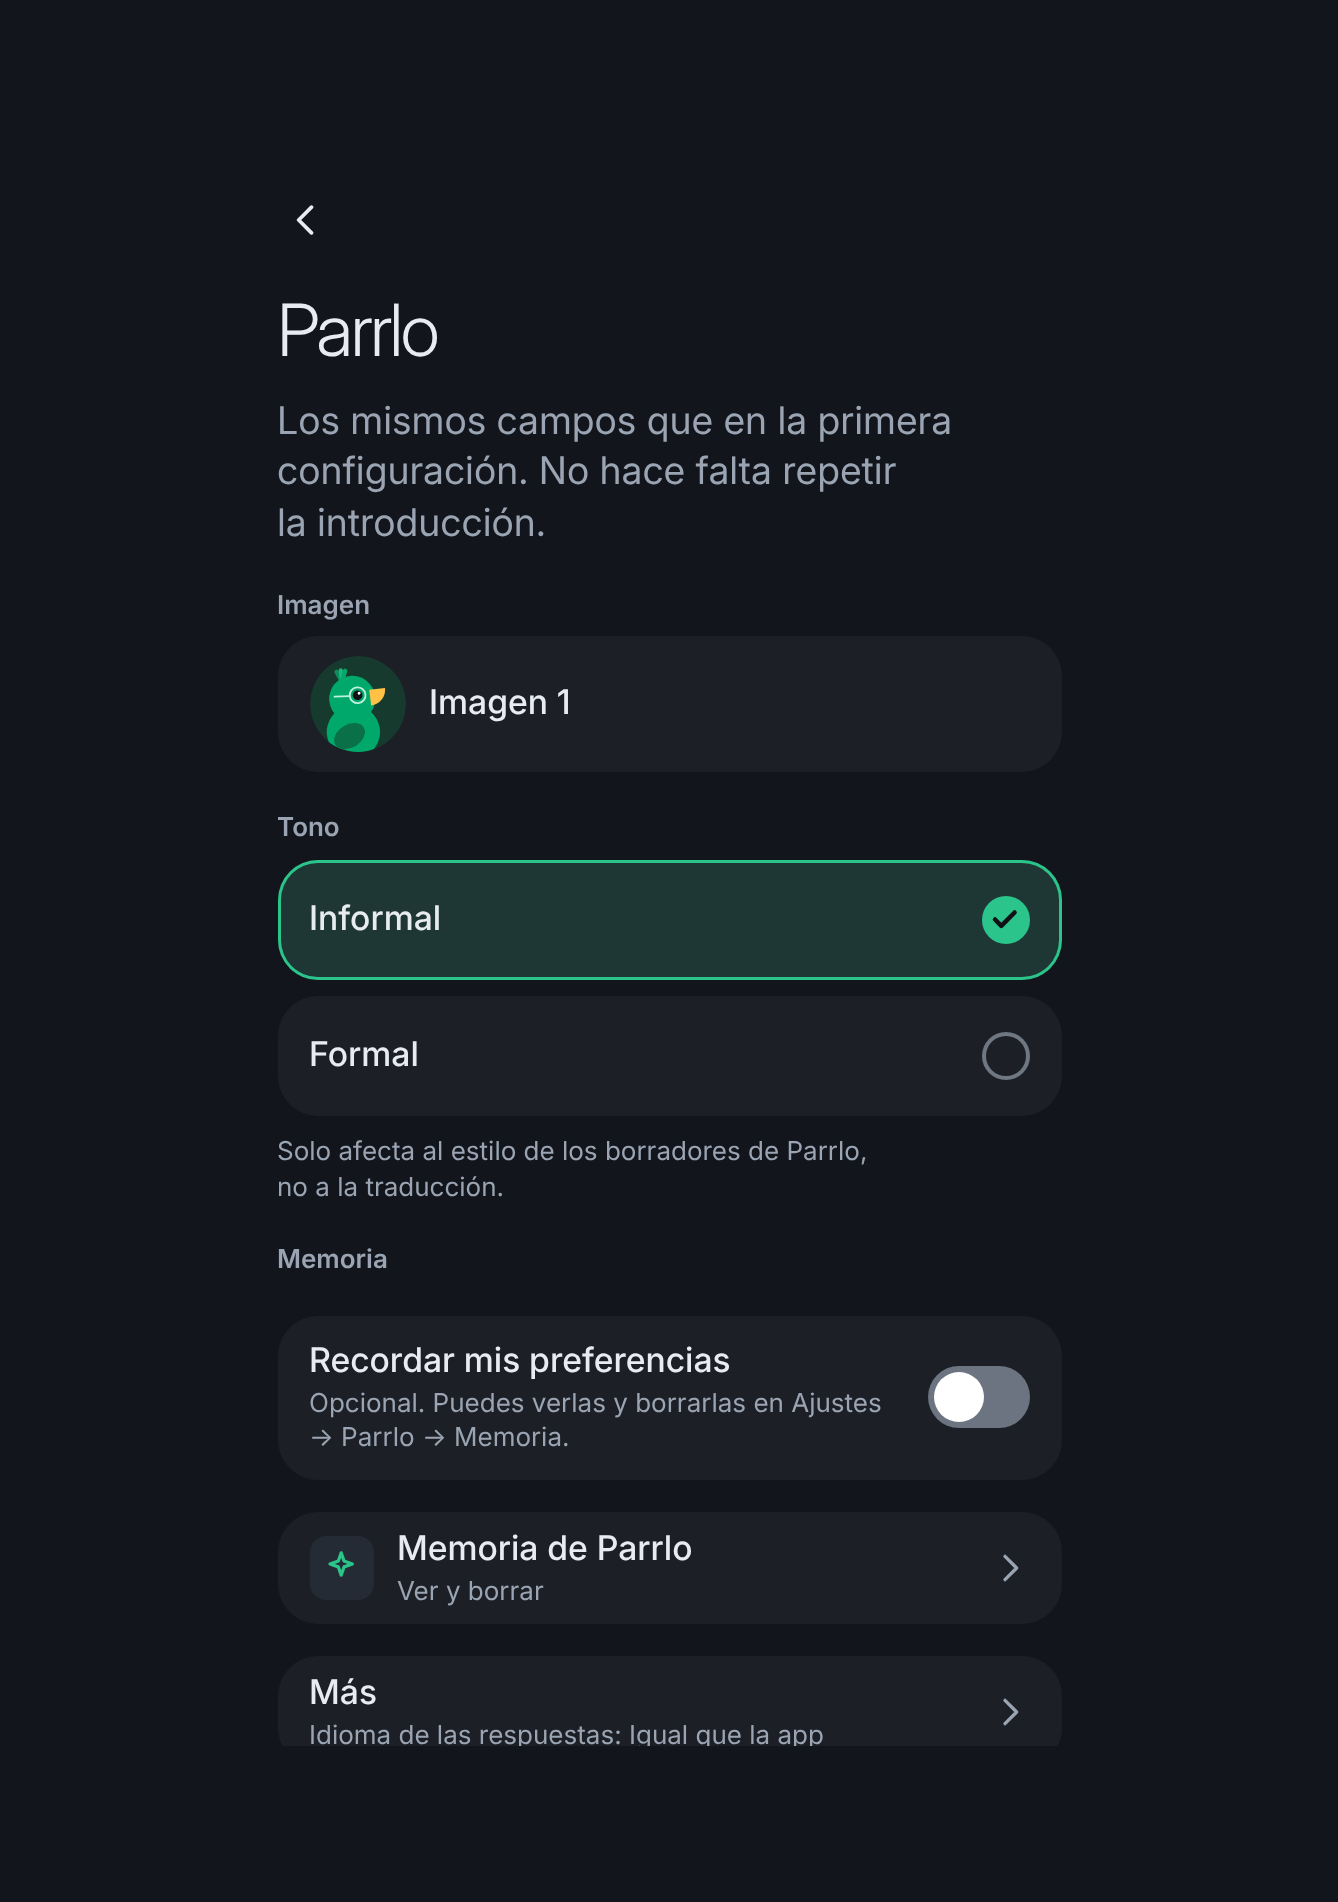 Parrlo
Los mismos campos que en la primera
configuración. No hace falta repetir
la introducción.
Imagen
Imagen 1
Tono
Informal
Formal
Solo afecta al estilo de los borradores de Parrlo,
no a la traducción.
Memoria
Recordar mis preferencias
Opcional. Puedes verlas y borrarlas en Ajustes
→ Parrlo → Memoria.
Memoria de Parrlo
Ver y borrar
Más
Idioma de las respuestas: Igual que la app